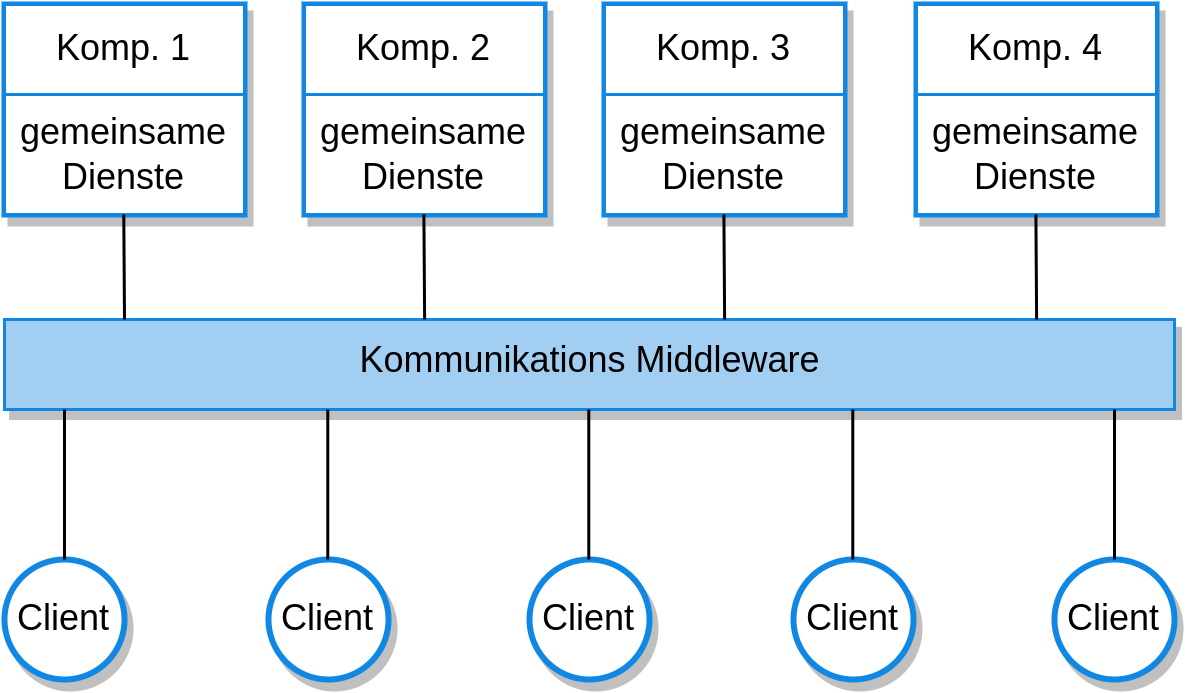 Komp. 1
gemeinsame
Dienste
Komp. 2
gemeinsame
Dienste
Komp. 3
gemeinsame
Dienste
Komp. 4
gemeinsame
Dienste
Kommunikations Middleware
Client
Client
Client
Client
Client